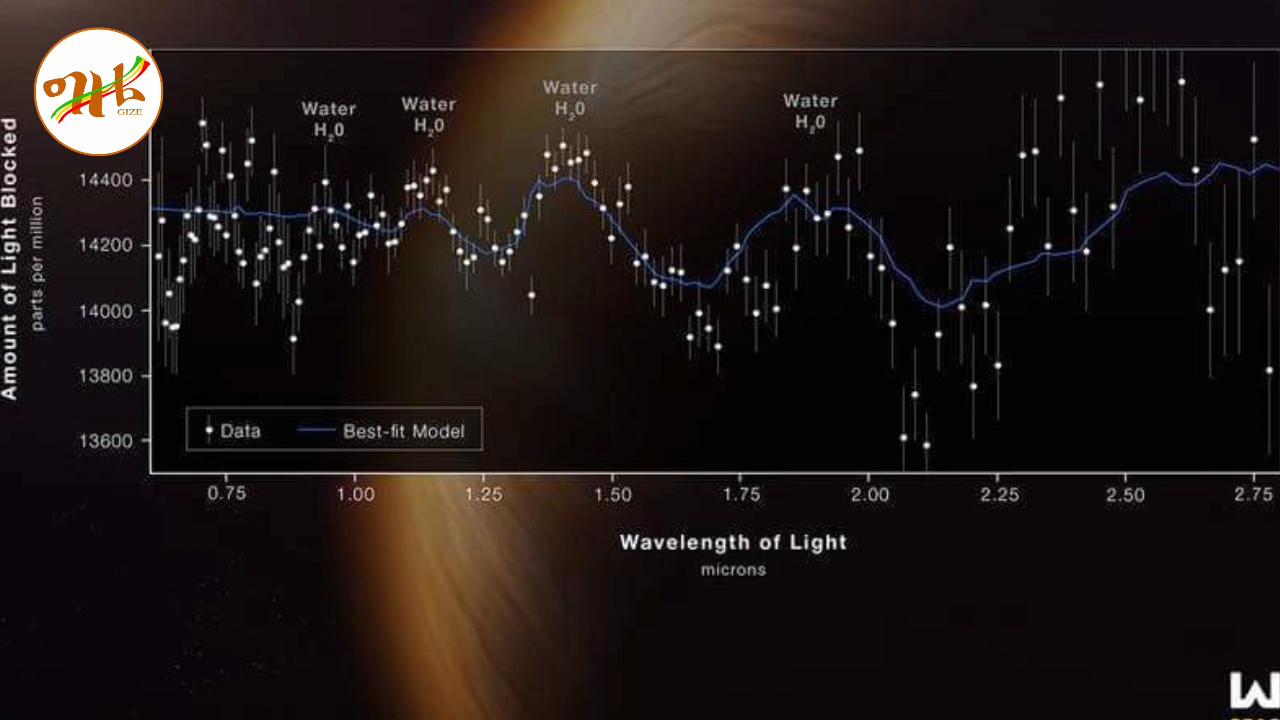 ጊዜ
GIZE
Amount of Light Blocked
parts per million
14400
14200
14000
13800
13600
Water
H₂0
Water
H₂0
Water
H₂0
Water
H₂0
Data
Best-fit Model
0.75
1.00
1.25
1.50
1.75
2.00
2.25
2.50
2.75
Wavelength of Light
microns